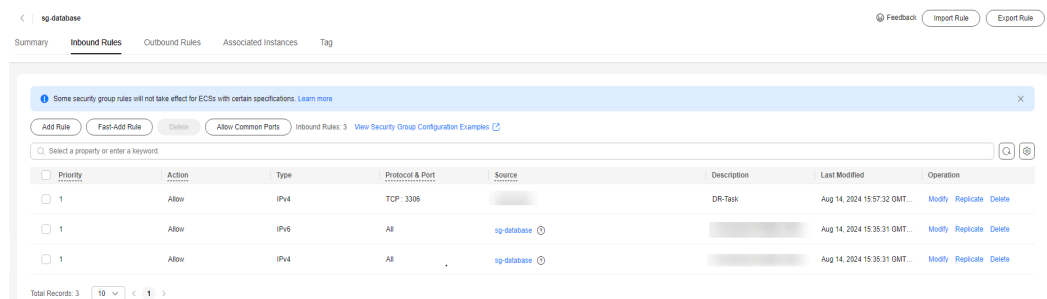 sg-database Feedback Import Rule Export Rule
Summary Inbound Rules Outbound Rules Associated Instances Tag
Some security group rules will not take effect for ECSs with certain specifications. Learn more
Add Rule Fast-Add Rule Delete Allow Common Ports Inbound Rules: 3 View Security Group Configuration Examples
Select a property or enter a keyword.
Priority Action Type Protocol & Port Source Description Last Modified Operation
1 Allow IPv4 TCP : 3306 DR-Task Aug 14, 2024 15:57:32 GMT... Modify Replicate Delete
1 Allow IPv6 All sg-database Aug 14, 2024 15:35:31 GMT... Modify Replicate Delete
1 Allow IPv4 All sg-database Aug 14, 2024 15:35:31 GMT... Modify Replicate Delete
Total Records: 3 10 1